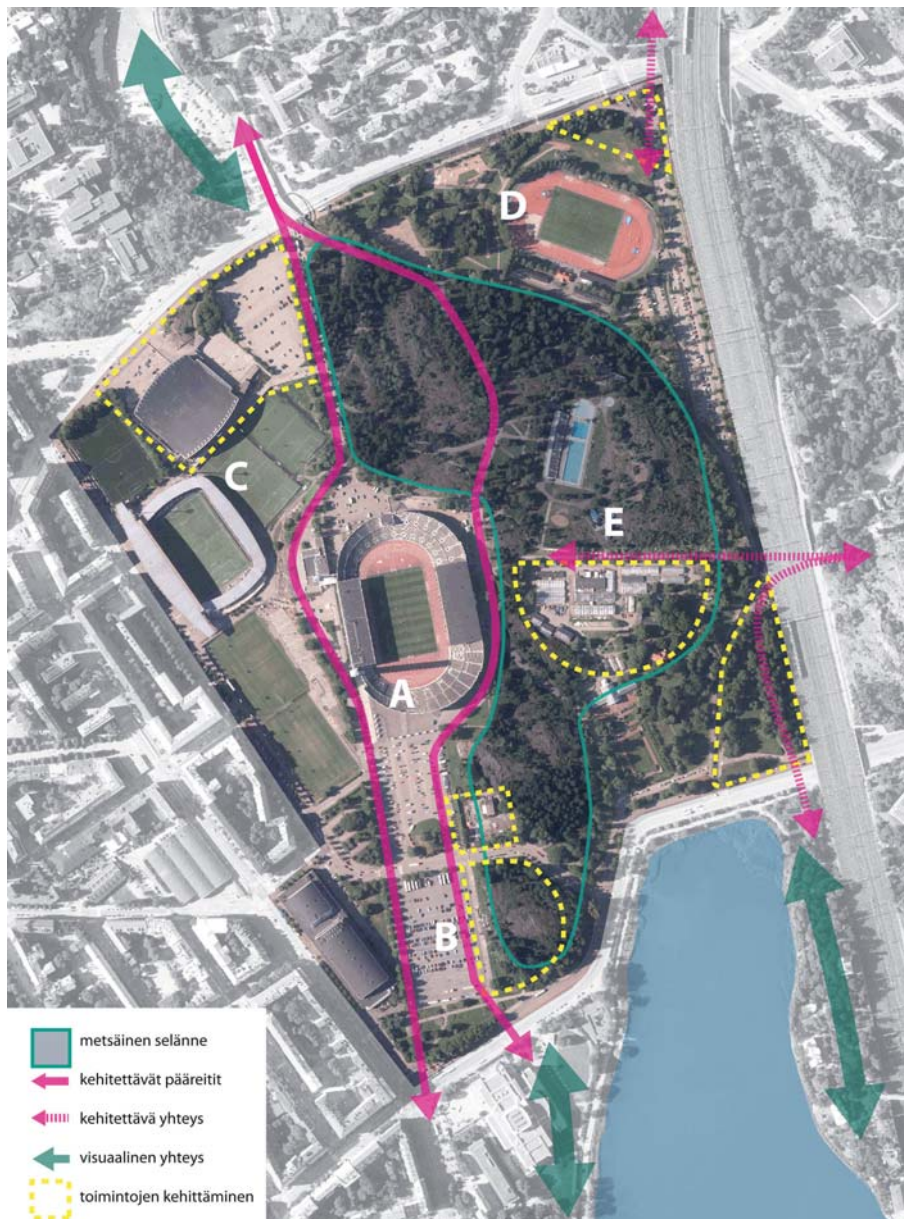 D
C
E
A
B
metsäinen selänne
kehitettävät pääreitit
kehitettävä yhteys
visuaalinen yhteys
toimintojen kehittäminen